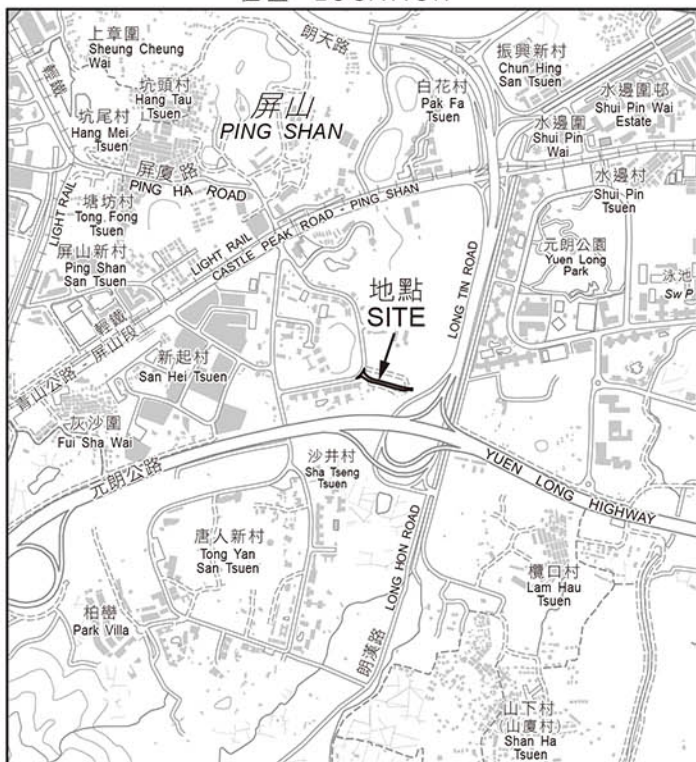 上章圍
Sheung Cheung
Wai
朗天路
振興新村
Chun Hing
San Tsuen
輕鐵
坑頭村
Hang Tau
Tsuen
屏山
PING SHAN
白花村
Pak Fa
Tsuen
水邊圍邨
Shui Pin Wai
Estate
坑尾村
Hang Mei
Tsuen
水邊圍
Shui Pin
Wai
屏廈路
PING HA ROAD
水邊村
Shui Pin
Tsuen
LIGHT RAIL
塘坊村
Tong Fong
Tsuen
LIGHT RAIL
CASTLE PEAK ROAD - PING SHAN
元朗公園
Yuen Long
Park
屏山新村
Ping Shan
San Tsuen
泳池
Sw P
地點
SITE
LONG TIN ROAD
輕鐵
青山公路 - 屏山段
新起村
San Hei Tsuen
灰沙圍
Fui Sha Wai
元朗公路
沙井村
Sha Tseng
Tsuen
YUEN LONG HIGHWAY
唐人新村
Tong Yan
San Tsuen
LONG HON ROAD
朗漢路
欖口村
Lam Hau
Tsuen
柏巒
Park Villa
山下村
(山廈村)
Shan Ha
Tsuen